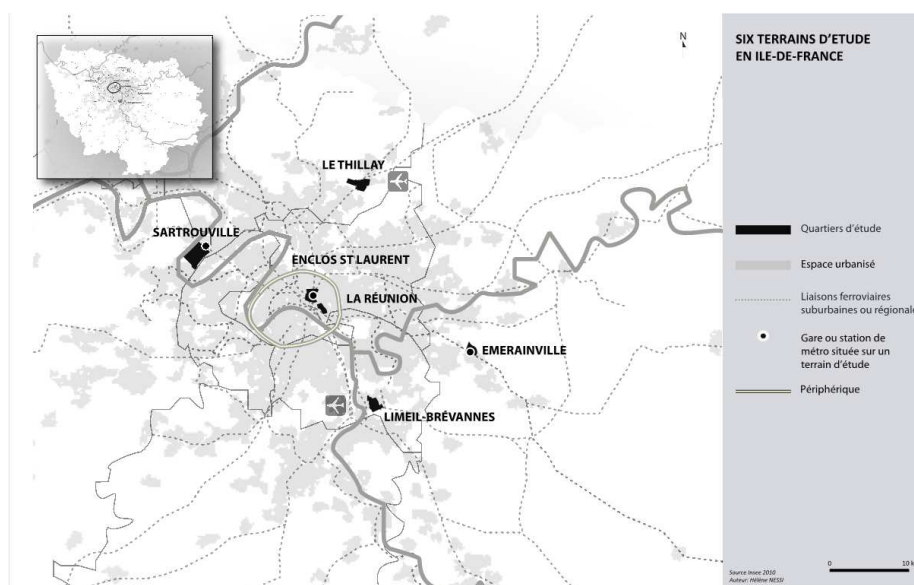 SIX TERRAINS D'ETUDE
EN ILE-DE-FRANCE
N
LE THILLAY
SARTROUVILLE
ENCLOS ST LAURENT
LA RÉUNION
EMERAINVILLE
LIMEIL-BRÉVANNES
Quartiers d'étude
Espace urbanisé
Liaisons ferroviaires
suburbaines ou régionale
Gare ou station de
métro située sur un
terrain d'étude
Périphérique
0 10 k
Source Insee 2010
Auteur: Hélène NESSI